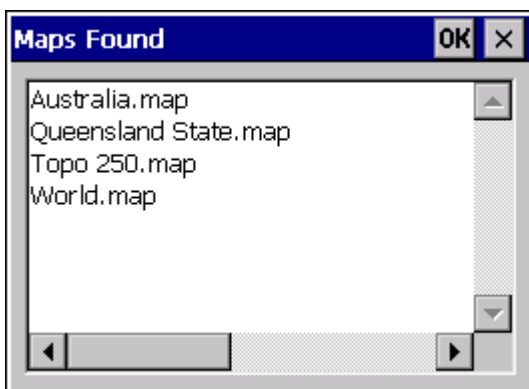 Maps Found OK
Australia.map
Queensland State.map
Topo 250.map
World.map